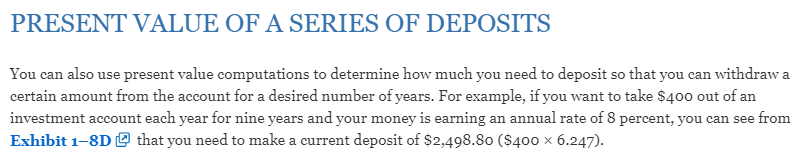 PRESENT VALUE OF A SERIES OF DEPOSITS
You can also use present value computations to determine how much you need to deposit so that you can withdraw a
certain amount from the account for a desired number of years. For example, if you want to take $400 out of an
investment account each year for nine years and your money is earning an annual rate of 8 percent, you can see from
Exhibit 1–8D that you need to make a current deposit of $2,498.80 ($400 × 6.247).